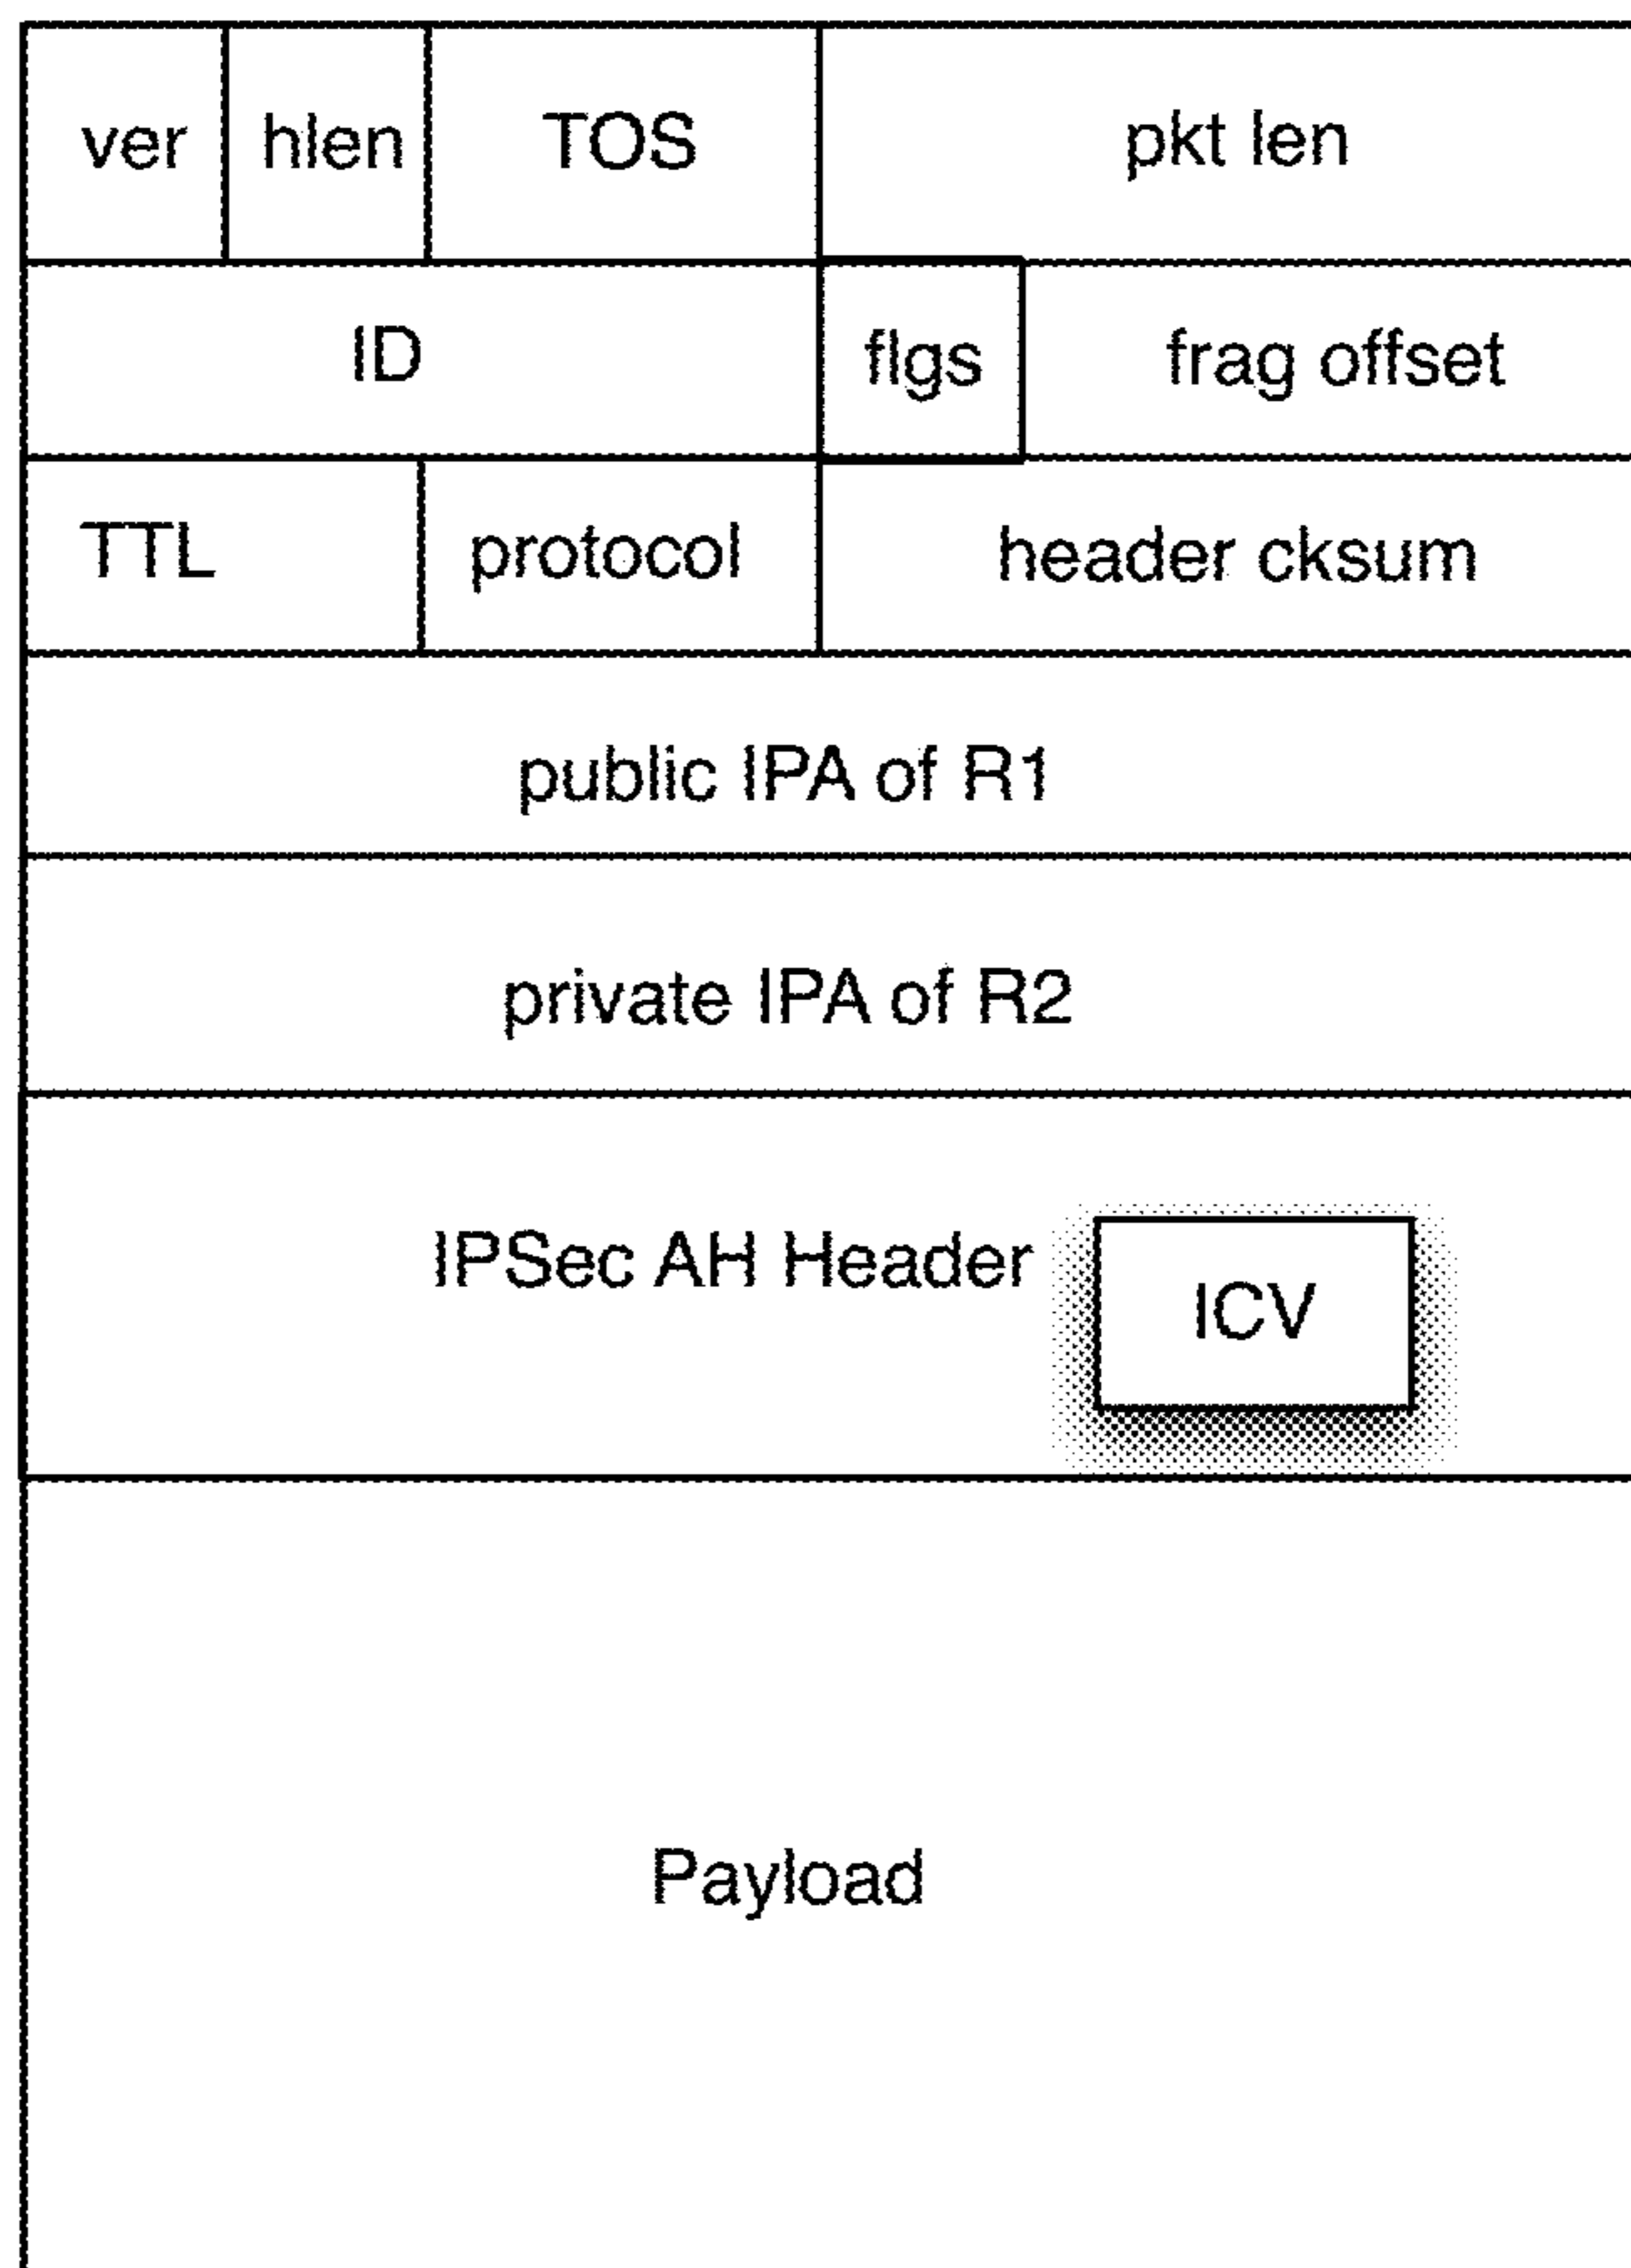 ver hlen TOS pkt len
ID flgs frag offset
TTL protocol header cksum
public IPA of R1
private IPA of R2
IPSec AH Header
ICV
Payload